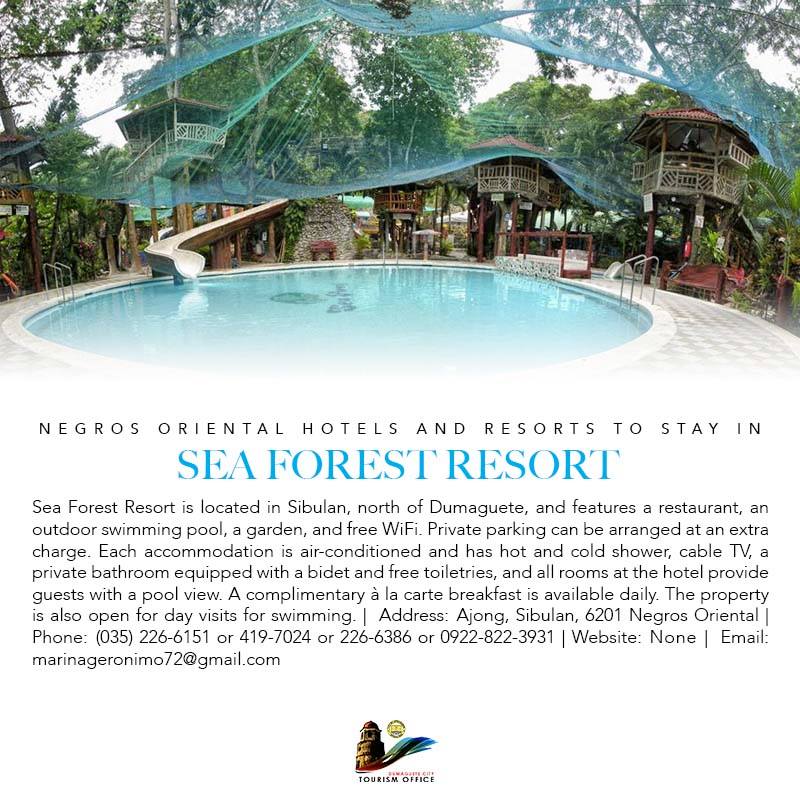 NEGROS ORIENTAL HOTELS AND RESORTS TO STAY IN
SEA FOREST RESORT
Sea Forest Resort is located in Sibulan, north of Dumaguete, and features a restaurant, an
outdoor swimming pool, a garden, and free WiFi. Private parking can be arranged at an extra
charge. Each accommodation is air-conditioned and has hot and cold shower, cable TV, a
private bathroom equipped with a bidet and free toiletries, and all rooms at the hotel provide
guests with a pool view. A complimentary à la carte breakfast is available daily. The property
is also open for day visits for swimming. | Address: Ajong, Sibulan, 6201 Negros Oriental |
Phone: (035) 226-6151 or 419-7024 or 226-6386 or 0922-822-3931 | Website: None | Email:
marinageronimo72@gmail.com
DUMAGUETE CITY
TOURISM OFFICE